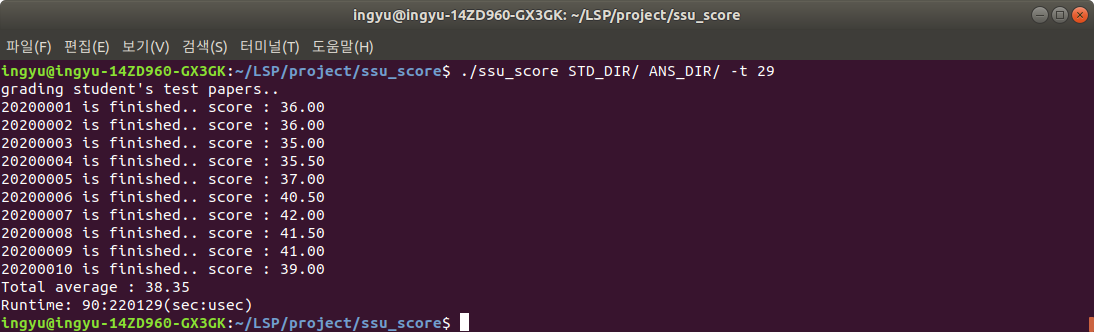 ingyu@ingyu-14ZD960-GX3GK: ~/LSP/project/ssu_score
파일(F) 편집(E) 보기(V) 검색(S) 터미널(T) 도움말(H)
ingyu@ingyu-14ZD960-GX3GK:~/LSP/project/ssu_score$ ./ssu_score STD_DIR/ ANS_DIR/ -t 29
grading student's test papers..
20200001 is finished.. score : 36.00
20200002 is finished.. score : 36.00
20200003 is finished.. score : 35.00
20200004 is finished.. score : 35.50
20200005 is finished.. score : 37.00
20200006 is finished.. score : 40.50
20200007 is finished.. score : 42.00
20200008 is finished.. score : 41.50
20200009 is finished.. score : 41.00
20200010 is finished.. score : 39.00
Total average : 38.35
Runtime: 90:220129(sec:usec)
ingyu@ingyu-14ZD960-GX3GK:~/LSP/project/ssu_score$